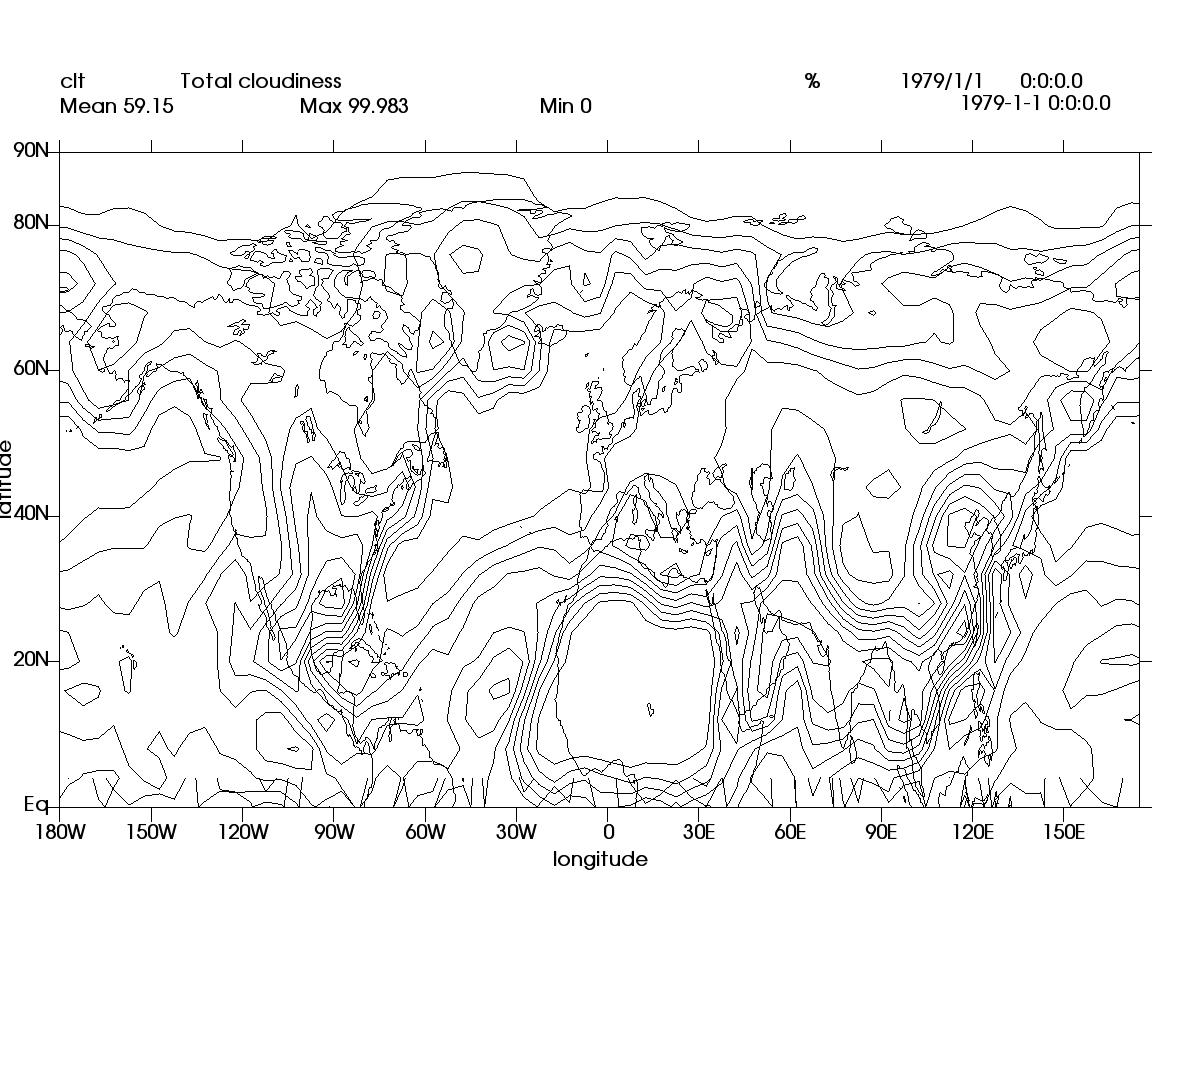 clt Total cloudiness % 1979/1/1 0:0:0.0
Mean 59.15 Max 99.983 Min 0 1979-1-1 0:0:0.0
90N
80N
60N
40N
20N
Eq
latitude
180W 150W 120W 90W 60W 30W 0 30E 60E 90E 120E 150E
longitude